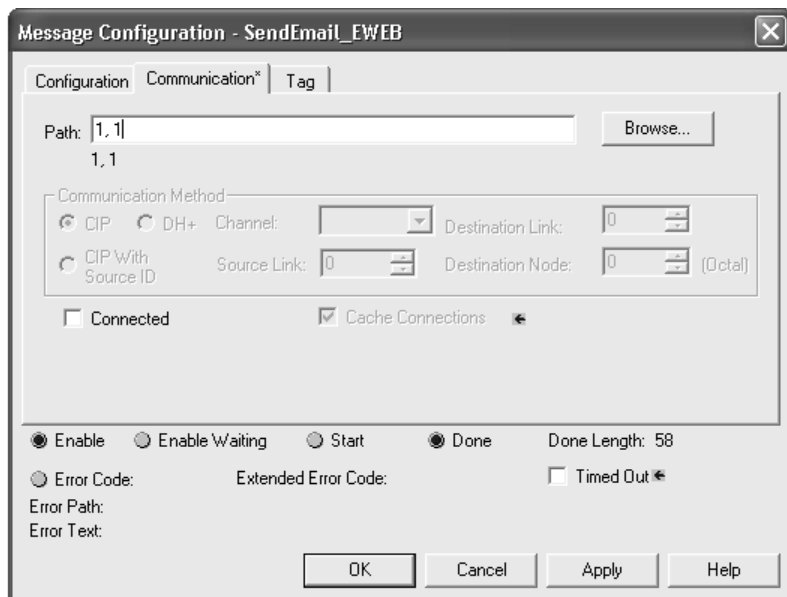 Message Configuration - SendEmail_EWEB
Configuration Communication* Tag
Path: 1, 1 Browse...
1, 1
Communication Method
CIP DH+ Channel: Destination Link: 0
CIP With Source ID Source Link: 0 Destination Node: 0 (Octal)
Connected Cache Connections
Enable Enable Waiting Start Done Done Length: 58
Error Code: Extended Error Code: Timed Out
Error Path:
Error Text:
OK Cancel Apply Help